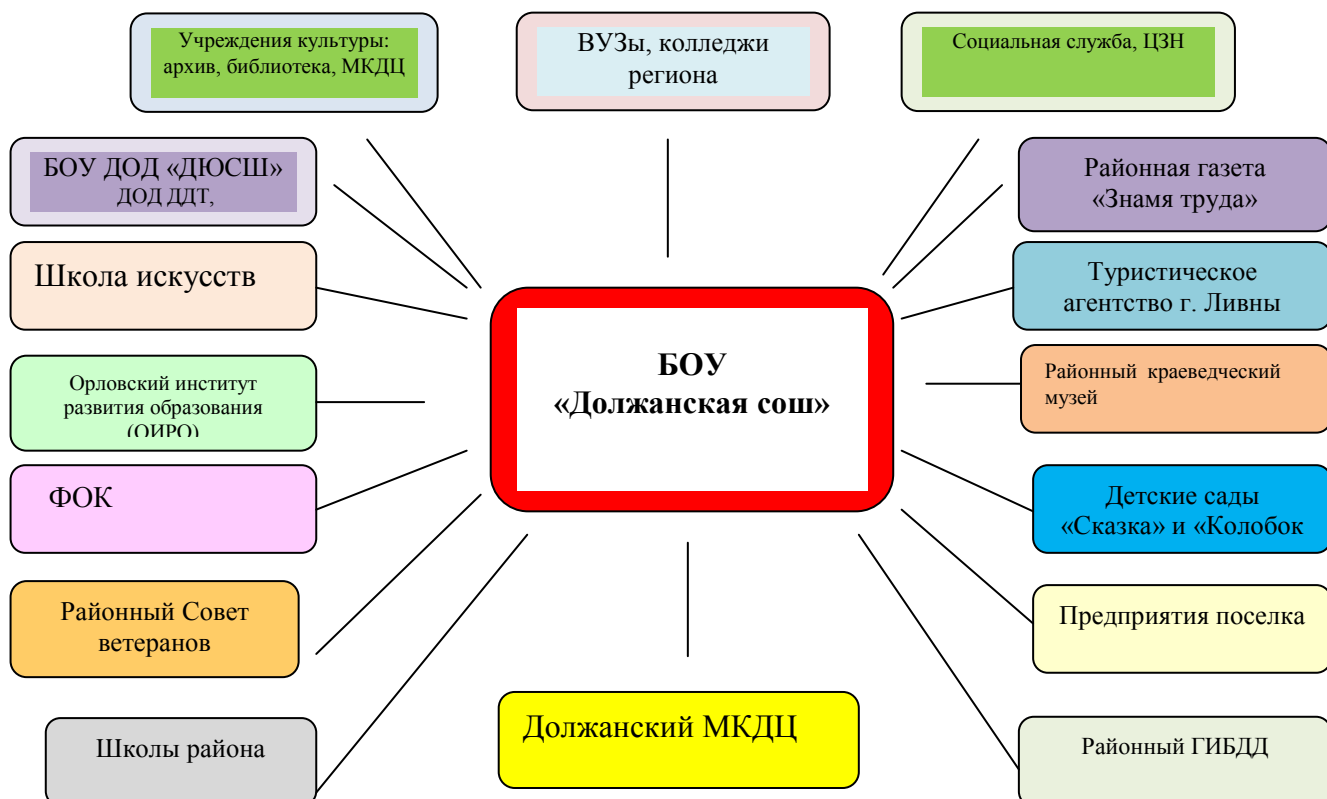 Учреждения культуры:
архив, библиотека, МКДЦ
ВУЗы, колледжи
региона
Социальная служба, ЦЗН
БОУ ДОД «ДЮСШ»
ДОД ДДТ,
Районная газета
«Знамя труда»
Школа искусств
Туристическое
агентство г. Ливны
БОУ
«Должанская сош»
Орловский институт
развития образования
(ОИРО)
Районный краеведческий
музей
ФОК
Детские сады
«Сказка» и «Колобок
Районный Совет
ветеранов
Предприятия поселка
Школы района
Должанский МКДЦ
Районный ГИБДД